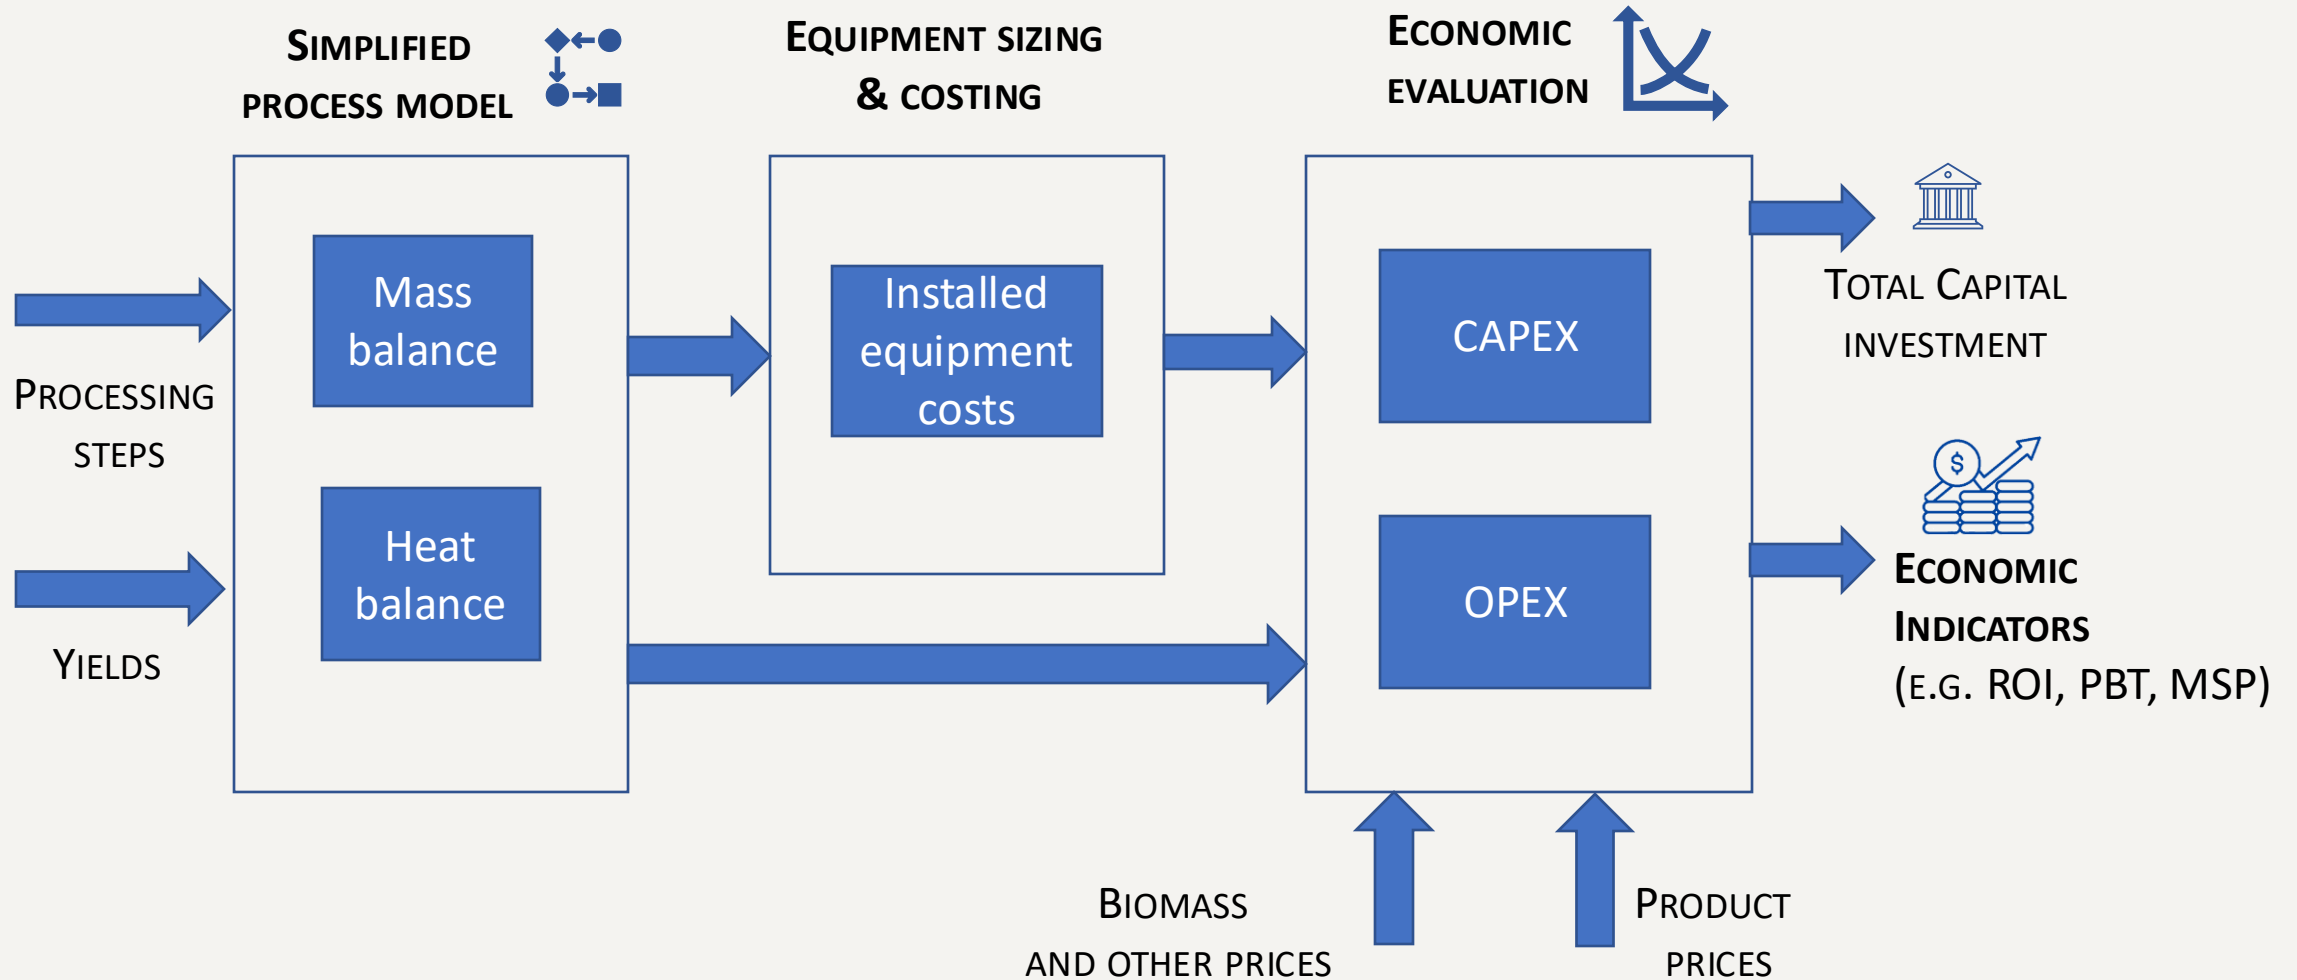 SIMPLIFIED
PROCESS MODEL
EQUIPMENT SIZING
& COSTING
ECONOMIC
EVALUATION
PROCESSING
STEPS
YIELDS
Mass
balance
Heat
balance
Installed
equipment
costs
CAPEX
OPEX
TOTAL CAPITAL
INVESTMENT
$
ECONOMIC
INDICATORS
(E.G. ROI, PBT, MSP)
BIOMASS
AND OTHER PRICES
PRODUCT
PRICES